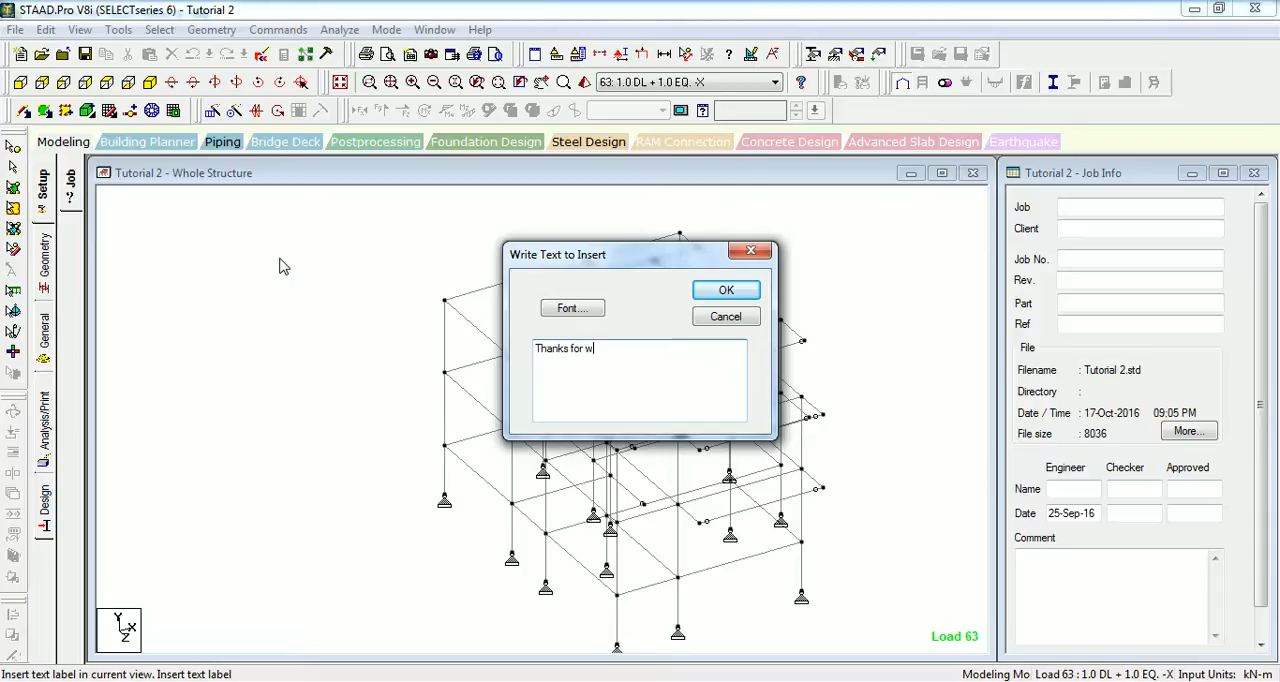 STAAD.Pro V8i (SELECTseries 6) - Tutorial 2
File Edit View Tools Select Geometry Commands Analyze Mode Window Help
63: 1.0 DL + 1.0 EQ. -X
Modeling Building Planner Piping Bridge Deck Postprocessing Foundation Design Steel Design RAM Connection Concrete Design Advanced Slab Design Earthquake
Setup
Geometry
General
Analysis/Print
Design
Job
Tutorial 2 - Whole Structure
Write Text to Insert
OK
Font....
Cancel
Thanks for w
Y
X
Z
Load 63
Tutorial 2 - Job Info
Job
Client
Job No.
Rev.
Part
Ref
File
Filename : Tutorial 2.std
Directory :
Date / Time : 17-Oct-2016 09:05 PM
File size : 8036 More...
Engineer Checker Approved
Name
Date 25-Sep-16
Comment
Insert text label in current view. Insert text label
Modeling Mo Load 63 : 1.0 DL + 1.0 EQ. -X Input Units: kN-m